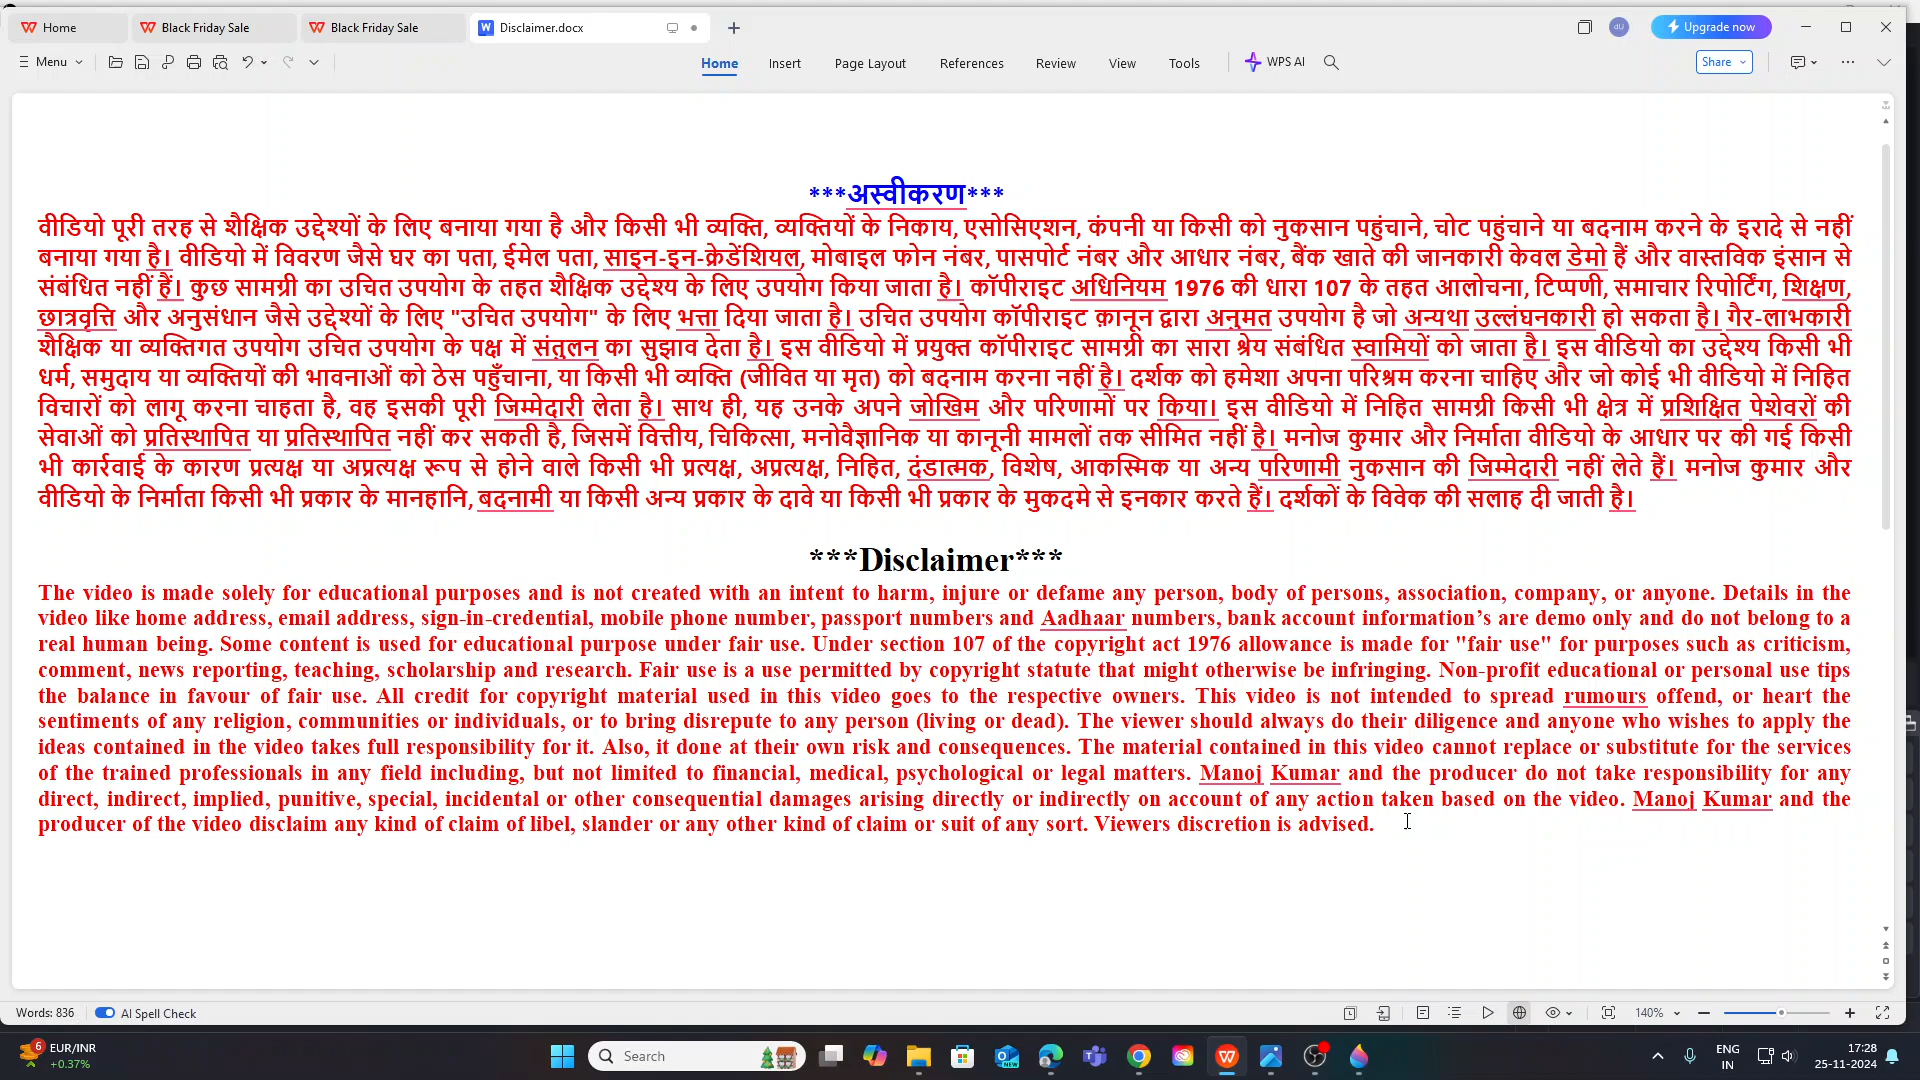 Home
Black Friday Sale
Black Friday Sale
Disclaimer.docx
dU
Upgrade now
Menu
Home
Insert
Page Layout
References
Review
View
Tools
WPS AI
Share
***अस्वीकरण***
वीडियो पूरी तरह से शैक्षिक उद्देश्यों के लिए बनाया गया है और किसी भी व्यक्ति, व्यक्तियों के निकाय, एसोसिएशन, कंपनी या किसी को नुकसान पहुंचाने, चोट पहुंचाने या बदनाम करने के इरादे से नहीं
बनाया गया है। वीडियो में विवरण जैसे घर का पता, ईमेल पता, साइन-इन-क्रेडेंशियल, मोबाइल फोन नंबर, पासपोर्ट नंबर और आधार नंबर, बैंक खाते की जानकारी केवल डेमो हैं और वास्तविक इंसान से
संबंधित नहीं हैं। कुछ सामग्री का उचित उपयोग के तहत शैक्षिक उद्देश्य के लिए उपयोग किया जाता है। कॉपीराइट अधिनियम 1976 की धारा 107 के तहत आलोचना, टिप्पणी, समाचार रिपोर्टिंग, शिक्षण,
छात्रवृत्ति और अनुसंधान जैसे उद्देश्यों के लिए "उचित उपयोग" के लिए भत्ता दिया जाता है। उचित उपयोग कॉपीराइट क़ानून द्वारा अनुमत उपयोग है जो अन्यथा उल्लंघनकारी हो सकता है। गैर-लाभकारी
शैक्षिक या व्यक्तिगत उपयोग उचित उपयोग के पक्ष में संतुलन का सुझाव देता है। इस वीडियो में प्रयुक्त कॉपीराइट सामग्री का सारा श्रेय संबंधित स्वामियों को जाता है। इस वीडियो का उद्देश्य किसी भी
धर्म, समुदाय या व्यक्तियों की भावनाओं को ठेस पहुँचाना, या किसी भी व्यक्ति (जीवित या मृत) को बदनाम करना नहीं है। दर्शक को हमेशा अपना परिश्रम करना चाहिए और जो कोई भी वीडियो में निहित
विचारों को लागू करना चाहता है, वह इसकी पूरी जिम्मेदारी लेता है। साथ ही, यह उनके अपने जोखिम और परिणामों पर किया। इस वीडियो में निहित सामग्री किसी भी क्षेत्र में प्रशिक्षित पेशेवरों की
सेवाओं को प्रतिस्थापित या प्रतिस्थापित नहीं कर सकती है, जिसमें वित्तीय, चिकित्सा, मनोवैज्ञानिक या कानूनी मामलों तक सीमित नहीं है। मनोज कुमार और निर्माता वीडियो के आधार पर की गई किसी
भी कार्रवाई के कारण प्रत्यक्ष या अप्रत्यक्ष रूप से होने वाले किसी भी प्रत्यक्ष, अप्रत्यक्ष, निहित, दंडात्मक, विशेष, आकस्मिक या अन्य परिणामी नुकसान की जिम्मेदारी नहीं लेते हैं। मनोज कुमार और
वीडियो के निर्माता किसी भी प्रकार के मानहानि, बदनामी या किसी अन्य प्रकार के दावे या किसी भी प्रकार के मुकदमे से इनकार करते हैं। दर्शकों के विवेक की सलाह दी जाती है।
***Disclaimer***
The video is made solely for educational purposes and is not created with an intent to harm, injure or defame any person, body of persons, association, company, or anyone. Details in the
video like home address, email address, sign-in-credential, mobile phone number, passport numbers and Aadhaar numbers, bank account information’s are demo only and do not belong to a
real human being. Some content is used for educational purpose under fair use. Under section 107 of the copyright act 1976 allowance is made for "fair use" for purposes such as criticism,
comment, news reporting, teaching, scholarship and research. Fair use is a use permitted by copyright statute that might otherwise be infringing. Non-profit educational or personal use tips
the balance in favour of fair use. All credit for copyright material used in this video goes to the respective owners. This video is not intended to spread rumours offend, or heart the
sentiments of any religion, communities or individuals, or to bring disrepute to any person (living or dead). The viewer should always do their diligence and anyone who wishes to apply the
ideas contained in the video takes full responsibility for it. Also, it done at their own risk and consequences. The material contained in this video cannot replace or substitute for the services
of the trained professionals in any field including, but not limited to financial, medical, psychological or legal matters. Manoj Kumar and the producer do not take responsibility for any
direct, indirect, implied, punitive, special, incidental or other consequential damages arising directly or indirectly on account of any action taken based on the video. Manoj Kumar and the
producer of the video disclaim any kind of claim of libel, slander or any other kind of claim or suit of any sort. Viewers discretion is advised.
Words: 836
AI Spell Check
140%
6
EUR/INR
+0.37%
Search
NEW
ENG
IN
17:28
25-11-2024